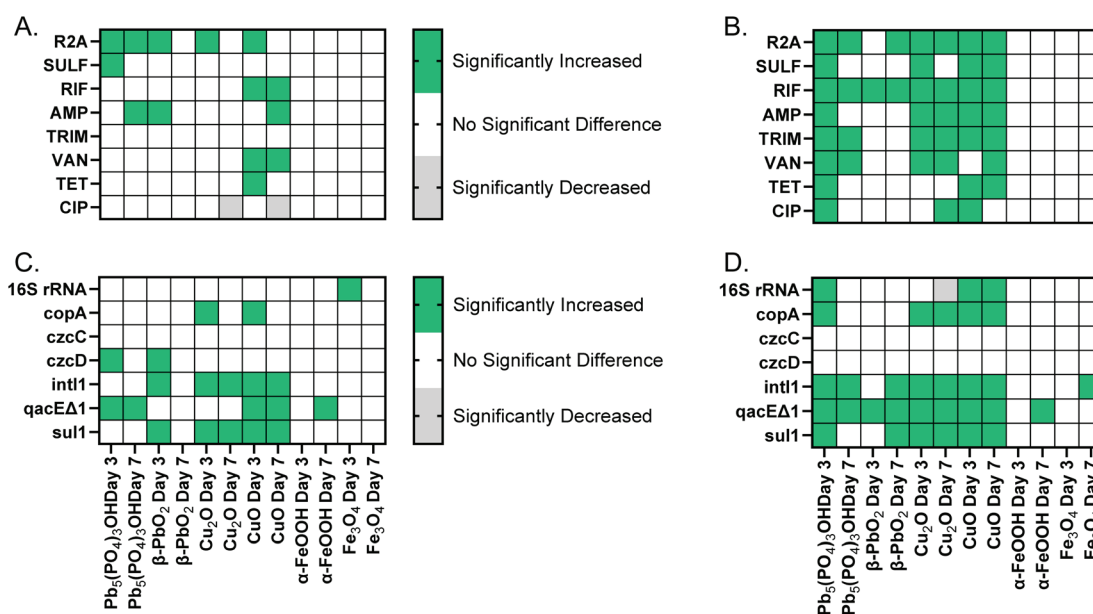 A.
R2A
SULF
RIF
AMP
TRIM
VAN
TET
CIP
Significantly Increased
No Significant Difference
Significantly Decreased
B.
R2A
SULF
RIF
AMP
TRIM
VAN
TET
CIP
C.
16S rRNA
copA
czcC
czcD
intI1
qacEΔ1
sul1
Pb₅(PO₄)₃OHDay 3
Pb₅(PO₄)₃OHDay 7
β-PbO₂ Day 3
β-PbO₂ Day 7
Cu₂O Day 3
Cu₂O Day 7
CuO Day 3
CuO Day 7
α-FeOOH Day 3
α-FeOOH Day 7
Fe₃O₄ Day 3
Fe₃O₄ Day 7
Significantly Increased
No Significant Difference
Significantly Decreased
D.
16S rRNA
copA
czcC
czcD
intI1
qacEΔ1
sul1
Pb₅(PO₄)₃OHDay 3
Pb₅(PO₄)₃OHDay 7
β-PbO₂ Day 3
β-PbO₂ Day 7
Cu₂O Day 3
Cu₂O Day 7
CuO Day 3
CuO Day 7
α-FeOOH Day 3
α-FeOOH Day 7
Fe₃O₄ Day 3
Day 7